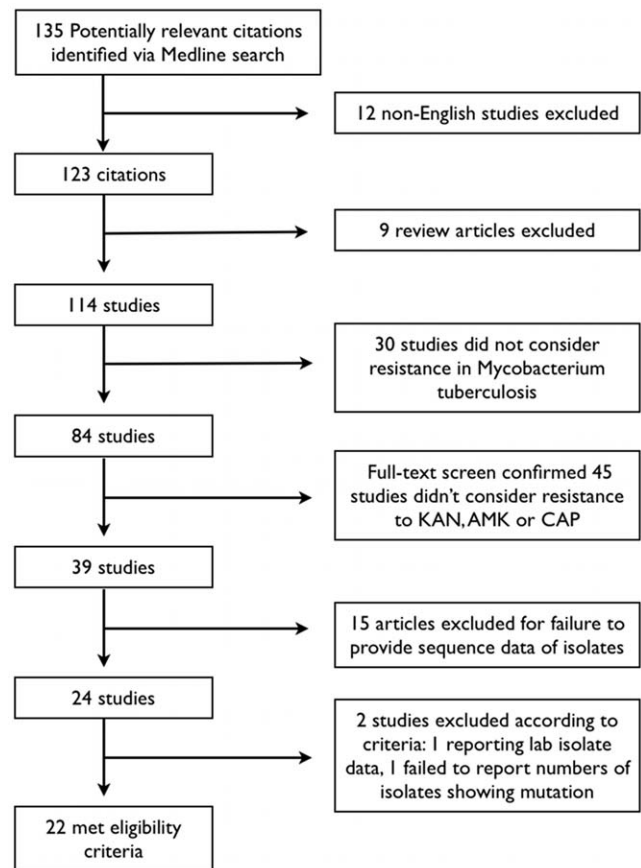 135 Potentially relevant citations
identified via Medline search
12 non-English studies excluded
123 citations
9 review articles excluded
114 studies
30 studies did not consider
resistance in Mycobacterium
tuberculosis
84 studies
Full-text screen confirmed 45
studies didn't consider resistance
to KAN, AMK or CAP
39 studies
15 articles excluded for failure to
provide sequence data of isolates
24 studies
2 studies excluded according to
criteria: 1 reporting lab isolate
data, 1 failed to report numbers of
isolates showing mutation
22 met eligibility
criteria